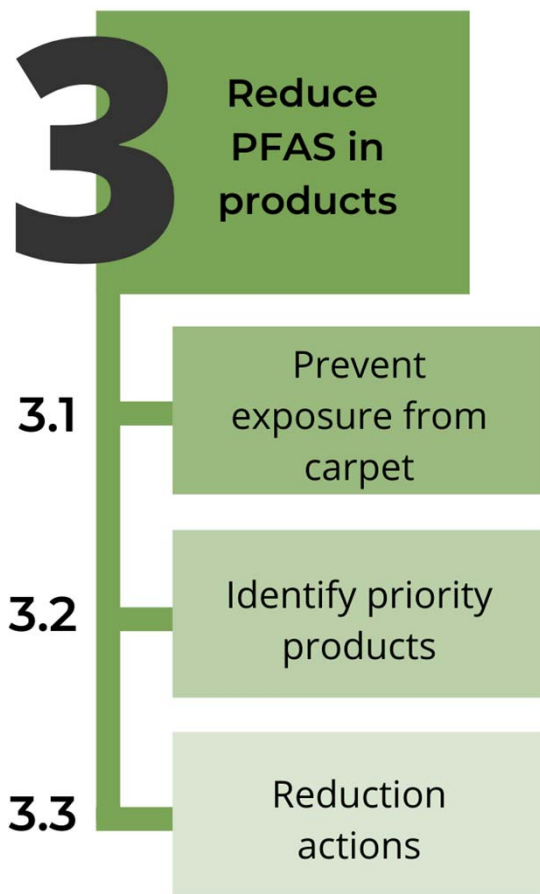 3
Reduce
PFAS in
products
3.1
Prevent
exposure from
carpet
3.2
Identify priority
products
3.3
Reduction
actions